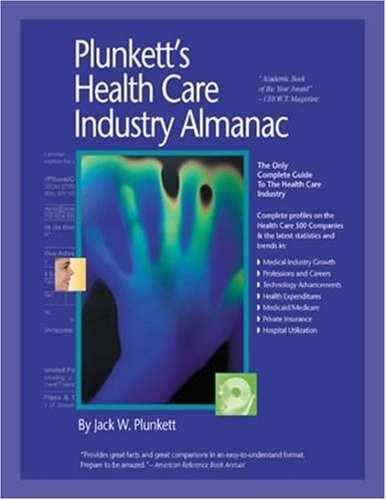 Plunkett's
Health Care
Industry Almanac
"Academic Book
of the Year Award"
– CHOICE Magazine
The Only
Complete Guide
To The Health Care
Industry
Complete profiles on the
Health Care 500 Companies
& the latest statistics and
trends in:
Medical Industry Growth
Professions and Careers
Technology Advancements
Health Expenditures
Medicaid/Medicare
Private Insurance
Hospital Utilization
By Jack W. Plunkett
"Provides great facts and great comparisons in an easy-to-understand format.
Prepare to be amazed." – American Reference Book Annual